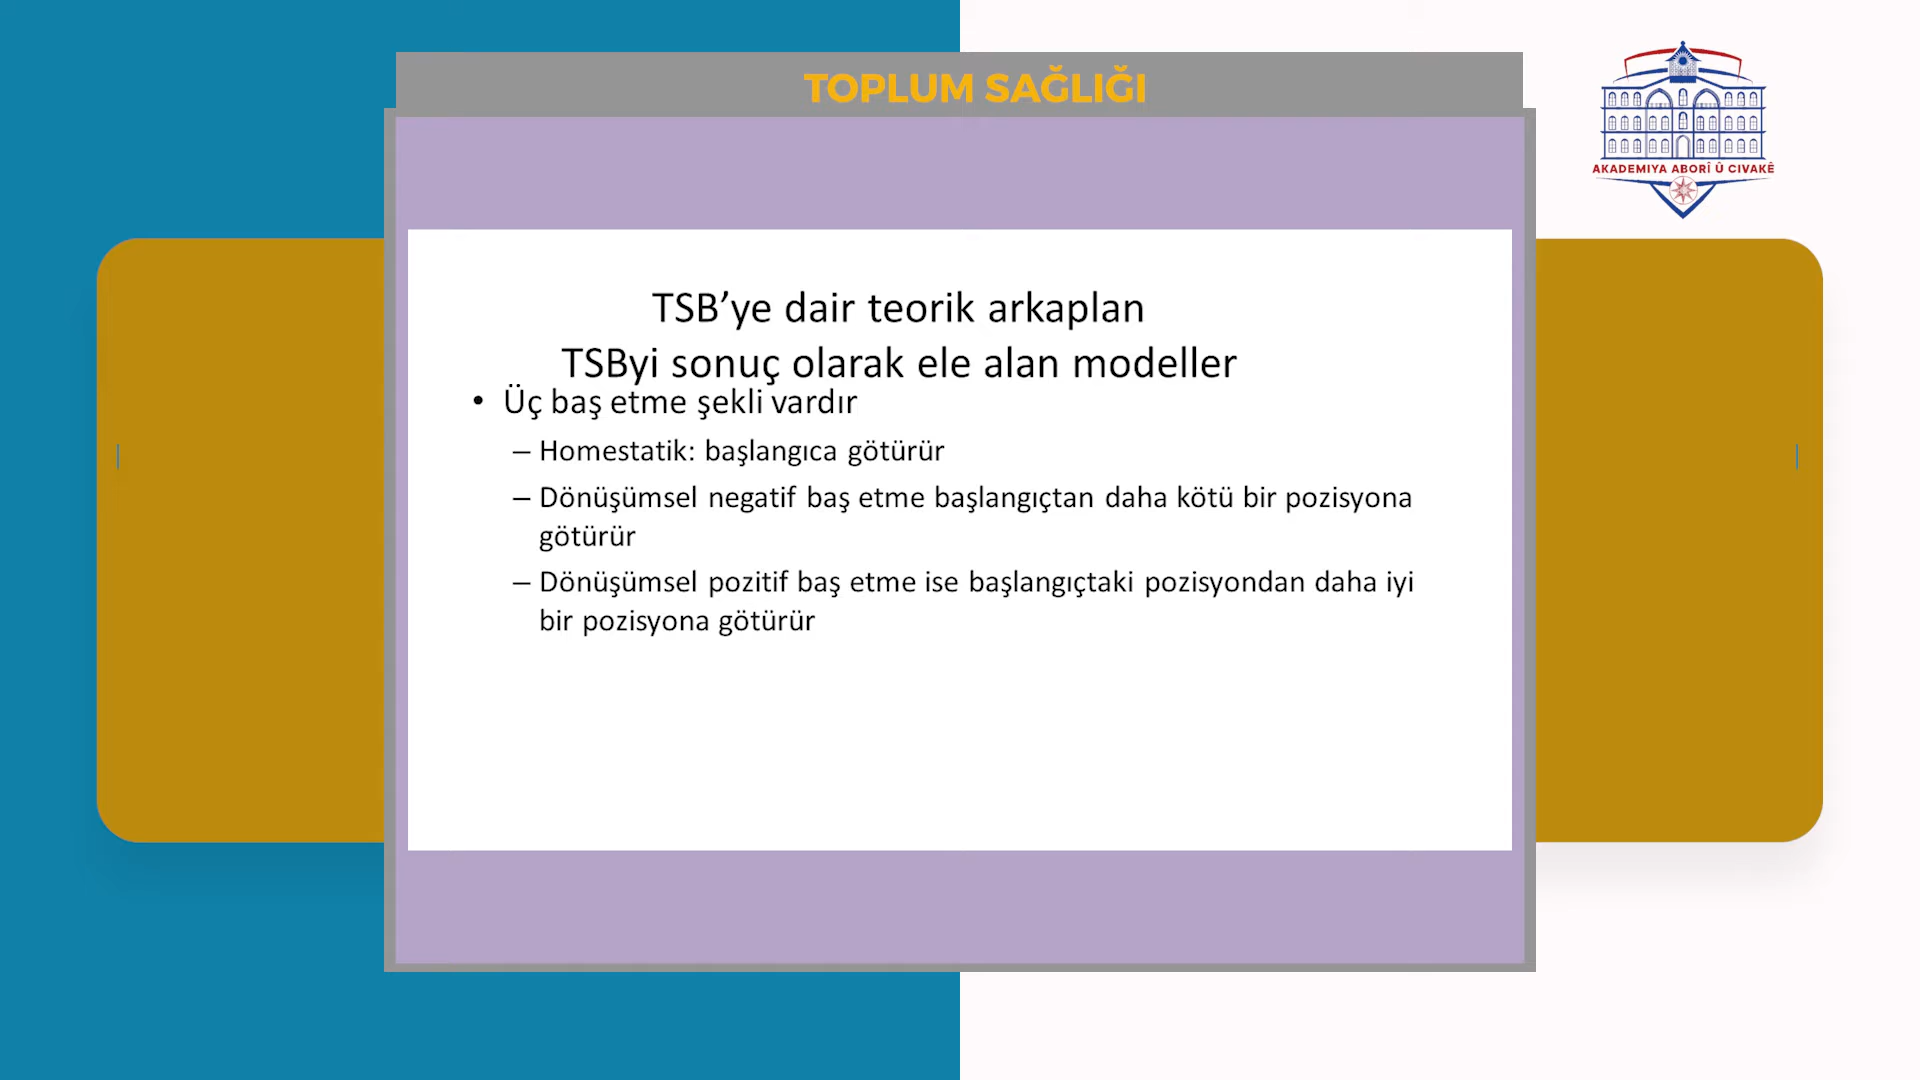 TOPLUM SAĞLIĞI
AKADEMIYA ABORÎ Û CIVAKÊ
TSB’ye dair teorik arkaplan
TSByi sonuç olarak ele alan modeller
• Üç baş etme şekli vardır
– Homestatik: başlangıca götürür
– Dönüşümsel negatif baş etme başlangıçtan daha kötü bir pozisyona
götürür
– Dönüşümsel pozitif baş etme ise başlangıçtaki pozisyondan daha iyi
bir pozisyona götürür